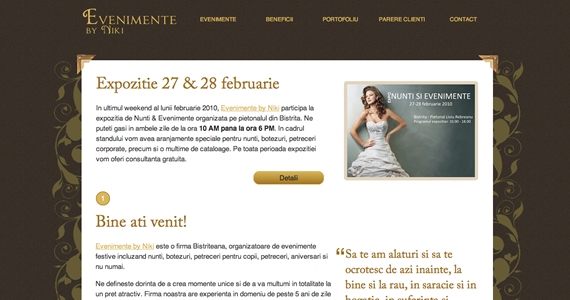 Evenimente
by Niki
EVENIMENTE BENEFICII PORTOFOLIU PARERE CLIENTI CONTACT
Expozitie 27 & 28 februarie
In ultimul weekend al lunii februarie 2010, Evenimente by Niki participa la
expozitia de Nunti & Evenimente organizata pe pietonalul din Bistrita. Ne
puteti gasi in ambele zile de la ora 10 AM pana la ora 6 PM. In cadrul
standului vom avea aranjamente speciale pentru nunti, botezuri, petreceri
corporate, precum si o multime de cataloage. Pe toata perioada expozitiei
vom oferi consultanta gratuita.
Detalii
NUNTI SI EVENIMENTE
27-28 februarie 2010
Bistrita - Pietonal Liviu Rebreanu
Programul expozitiei: 10:00 - 18:00
1
Bine ati venit!
Evenimente by Niki este o firma Bistriteana, organizatoare de evenimente
festive incluzand nunti, botezuri, petreceri pentru copii, petreceri, aniversari si
nu numai.
Ne defineste dorinta de a crea momente unice si de a va multumi in totalitate la
un pret atractiv. Firma noastra are experienta in domeniu de peste 5 ani de zile
“Sa te am alaturi si sa te
ocrotesc de azi inainte, la
bine si la rau, in saracie si in
bogatie, in suferinta si